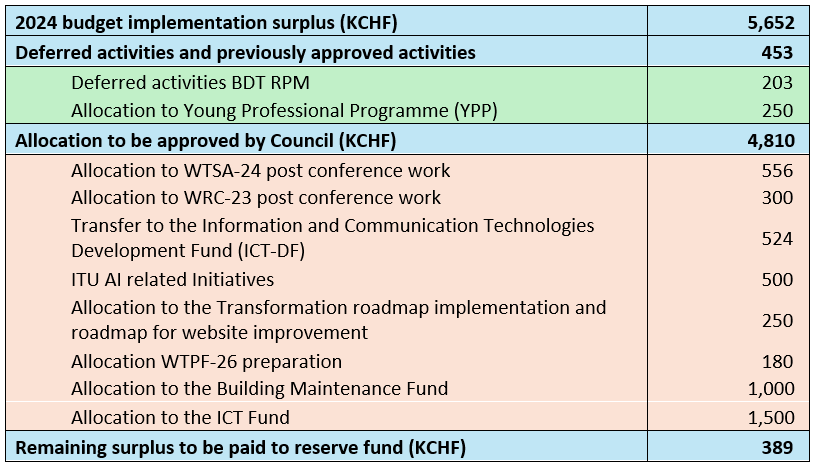 2024 budget implementation surplus (KCHF) 5,652
Deferred activities and previously approved activities 453
Deferred activities BDT RPM 203
Allocation to Young Professional Programme (YPP) 250
Allocation to be approved by Council (KCHF) 4,810
Allocation to WTSA-24 post conference work 556
Allocation to WRC-23 post conference work 300
Transfer to the Information and Communication Technologies
Development Fund (ICT-DF) 524
ITU AI related Initiatives 500
Allocation to the Transformation roadmap implementation and
roadmap for website improvement 250
Allocation WTPF-26 preparation 180
Allocation to the Building Maintenance Fund 1,000
Allocation to the ICT Fund 1,500
Remaining surplus to be paid to reserve fund (KCHF) 389